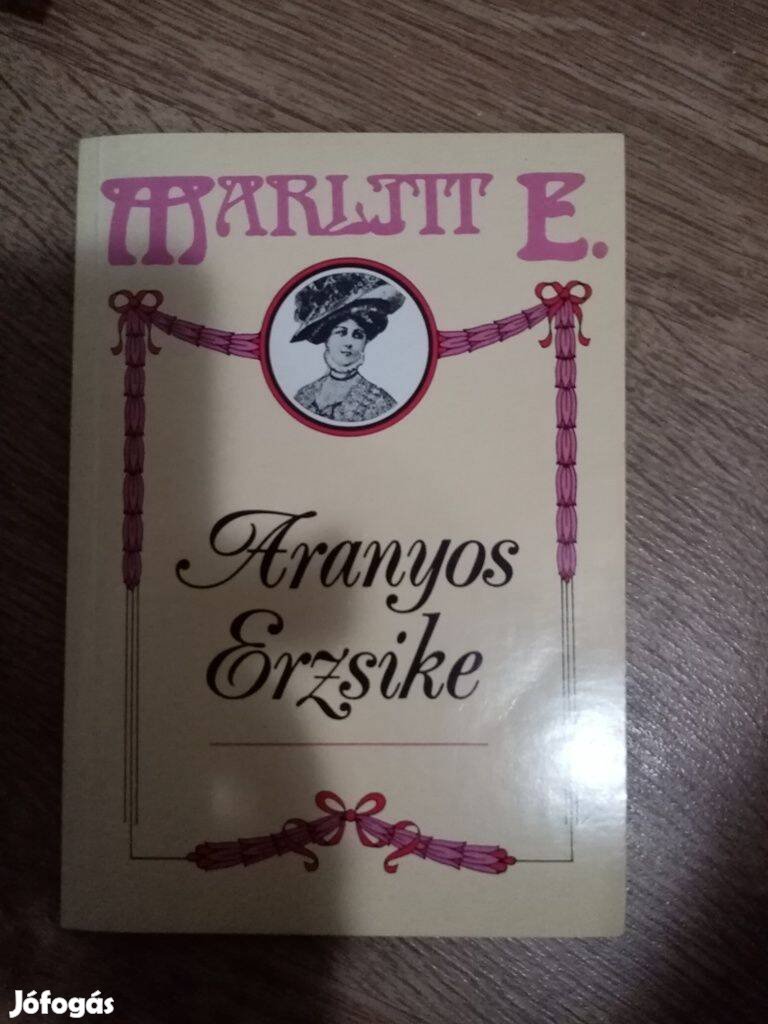 MARLITT E.
Aranyos
Erzsike
Jófogás